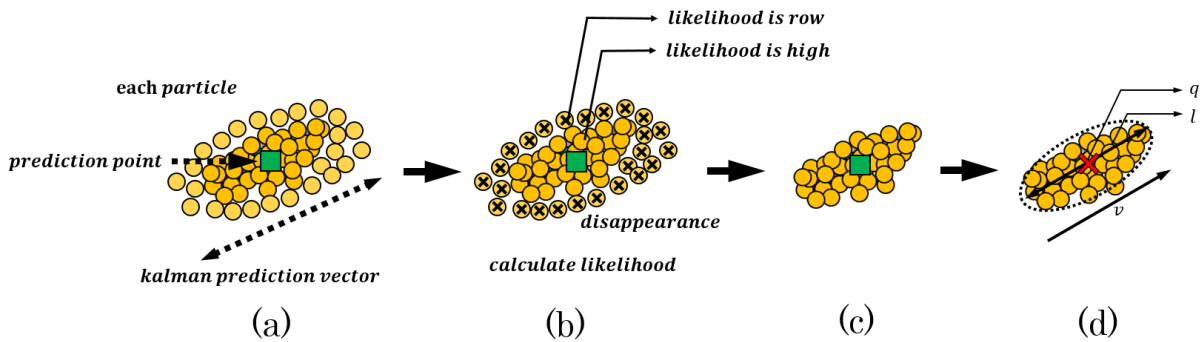 likelihood is row
likelihood is high
each particle
prediction point
kalman prediction vector
disappearance
calculate likelihood
q
l
v
(a)
(b)
(c)
(d)